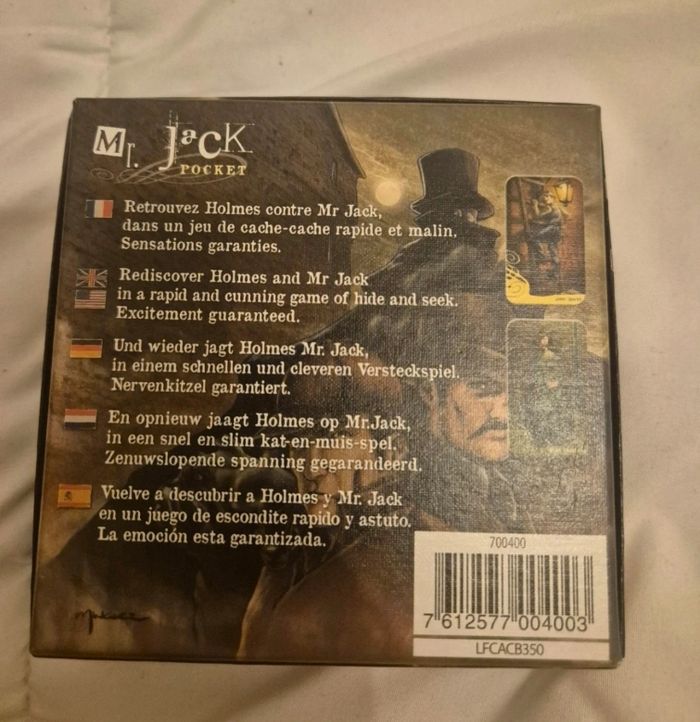 Mr. Jack
POCKET
Retrouvez Holmes contre Mr Jack,
dans un jeu de cache-cache rapide et malin.
Sensations garanties.
Rediscover Holmes and Mr Jack
in a rapid and cunning game of hide and seek.
Excitement guaranteed.
Und wieder jagt Holmes Mr. Jack,
in einem schnellen und cleveren Versteckspiel.
Nervenkitzel garantiert.
En opnieuw jaagt Holmes op Mr.Jack,
in een snel en slim kat-en-muis-spel.
Zenuwslopende spanning gegarandeerd.
Vuelve a descubrir a Holmes y Mr. Jack
en un juego de escondite rapido y astuto.
La emoción esta garantizada.
700400
7 612577 004003
LFCACB350